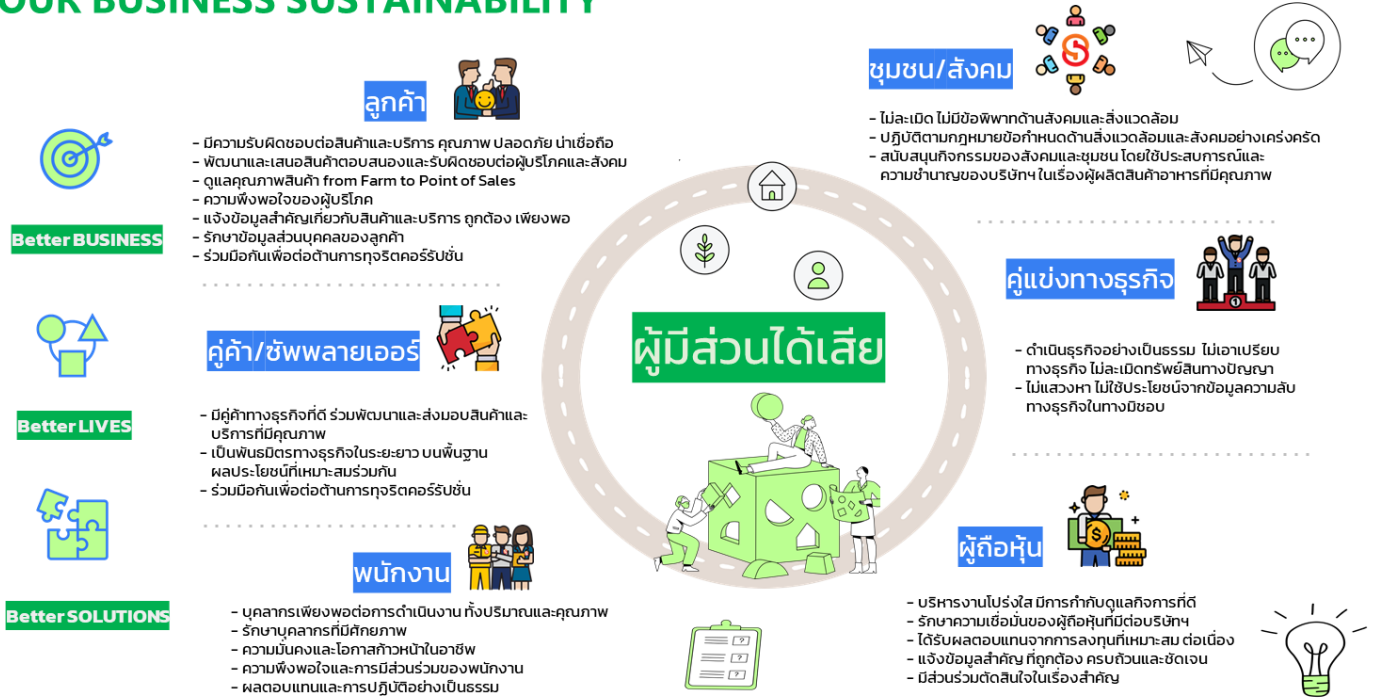 OUR BUSINESS SUSTAINABILITY
Better BUSINESS
Better LIVES
Better SOLUTIONS
ลูกค้า
- มีความรับผิดชอบต่อสินค้าและบริการ คุณภาพ ปลอดภัย น่าเชื่อถือ
- พัฒนาและเสนอสินค้าตอบสนองและรับผิดชอบต่อผู้บริโภคและสังคม
- ดูแลคุณภาพสินค้า from Farm to Point of Sales
- ความพึงพอใจของผู้บริโภค
- แจ้งข้อมูลสำคัญเกี่ยวกับสินค้าและบริการ ถูกต้อง เพียงพอ
- รักษาข้อมูลส่วนบุคคลของลูกค้า
- ร่วมมือกันเพื่อต่อต้านการทุจริตคอร์รัปชั่น
คู่ค้า/ซัพพลายเออร์
- มีคู่ค้าทางธุรกิจที่ดี ร่วมพัฒนาและส่งมอบสินค้าและ
บริการที่มีคุณภาพ
- เป็นพันธมิตรทางธุรกิจในระยะยาว บนพื้นฐาน
ผลประโยชน์ที่เหมาะสมร่วมกัน
- ร่วมมือกันเพื่อต่อต้านการทุจริตคอร์รัปชั่น
พนักงาน
- บุคลากรเพียงพอต่อการดำเนินงาน ทั้งปริมาณและคุณภาพ
- รักษาบุคลากรที่มีศักยภาพ
- ความมั่นคงและโอกาสก้าวหน้าในอาชีพ
- ความพึงพอใจและการมีส่วนร่วมของพนักงาน
- ผลตอบแทนและการปฏิบัติอย่างเป็นธรรม
ผู้มีส่วนได้เสีย
ชุมชน/สังคม
S
- ไม่ละเมิด ไม่มีข้อพิพาทด้านสังคมและสิ่งแวดล้อม
- ปฏิบัติตามกฎหมายข้อกำหนดด้านสิ่งแวดล้อมและสังคมอย่างเคร่งครัด
- สนับสนุนกิจกรรมของสังคมและชุมชน โดยใช้ประสบการณ์และ
ความชำนาญของบริษัทฯ ในเรื่องผู้ผลิตสินค้าอาหารที่มีคุณภาพ
คู่แข่งทางธุรกิจ
1
- ดำเนินธุรกิจอย่างเป็นธรรม ไม่เอาเปรียบ
ทางธุรกิจ ไม่ละเมิดทรัพย์สินทางปัญญา
- ไม่แสวงหา ไม่ใช้ประโยชน์จากข้อมูลความลับ
ทางธุรกิจในทางมิชอบ
ผู้ถือหุ้น
$
- บริหารงานโปร่งใส มีการกำกับดูแลกิจการที่ดี
- รักษาความเชื่อมั่นของผู้ถือหุ้นที่มีต่อบริษัทฯ
- ได้รับผลตอบแทนจากการลงทุนที่เหมาะสม ต่อเนื่อง
- แจ้งข้อมูลสำคัญ ที่ถูกต้อง ครบถ้วนและชัดเจน
- มีส่วนร่วมตัดสินใจในเรื่องสำคัญ
?
?
?